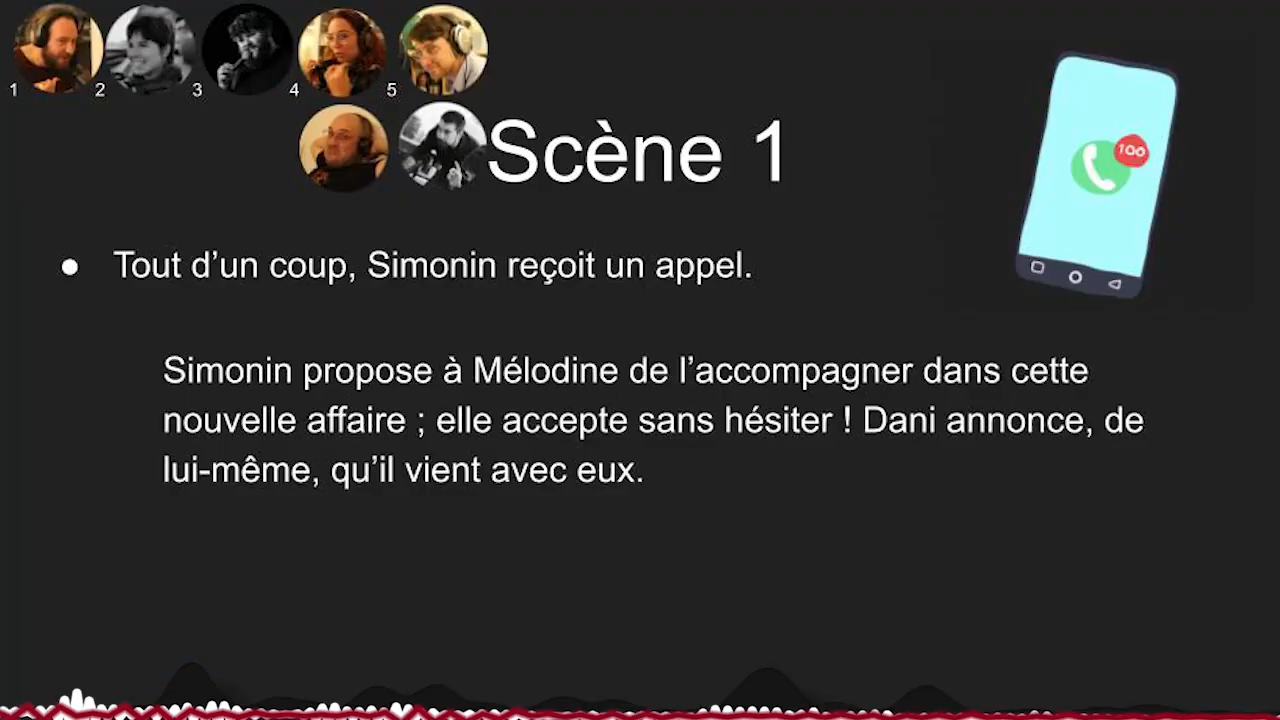 1 2 3 4 5
Scène 1
100
● Tout d’un coup, Simonin reçoit un appel.
Simonin propose à Mélodine de l’accompagner dans cette
nouvelle affaire ; elle accepte sans hésiter ! Dani annonce, de
lui-même, qu’il vient avec eux.